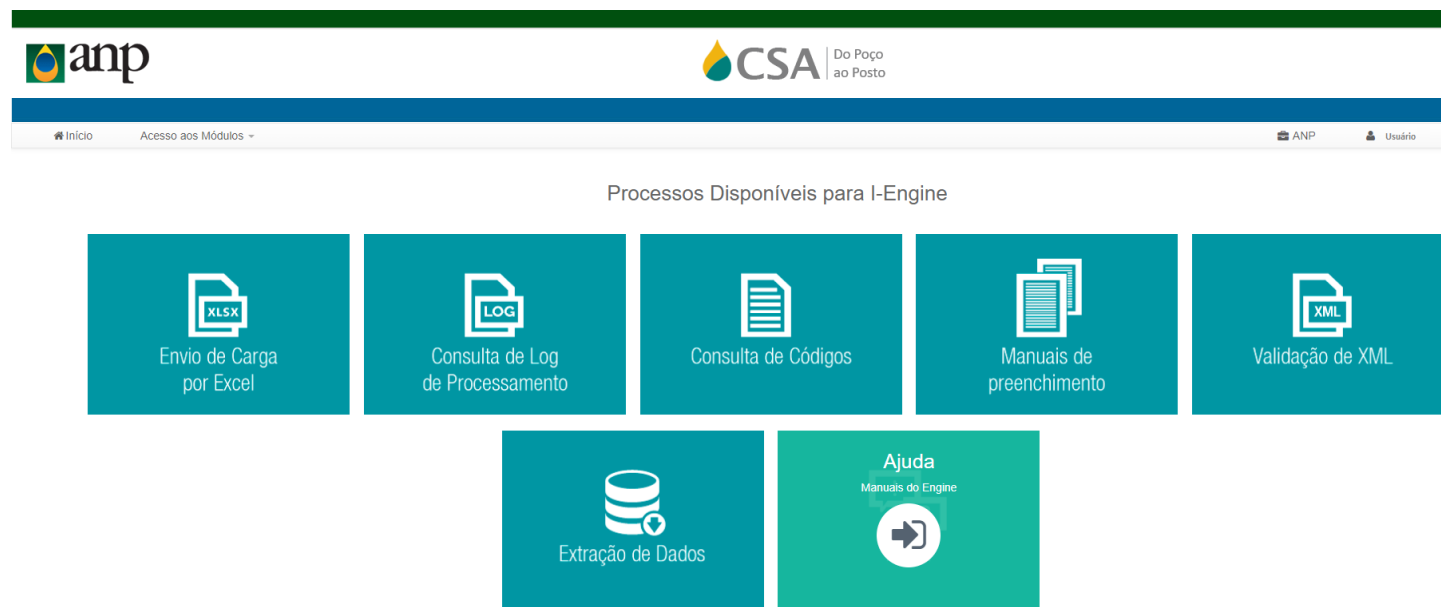 anp
CSA Do Poço
ao Posto
Início Acesso aos Módulos ANP Usuário
Processos Disponíveis para I-Engine
XLSX
Envio de Carga
por Excel
LOG
Consulta de Log
de Processamento
Consulta de Códigos
Manuais de
preenchimento
XML
Validação de XML
Extração de Dados
Ajuda
Manuais do Engine